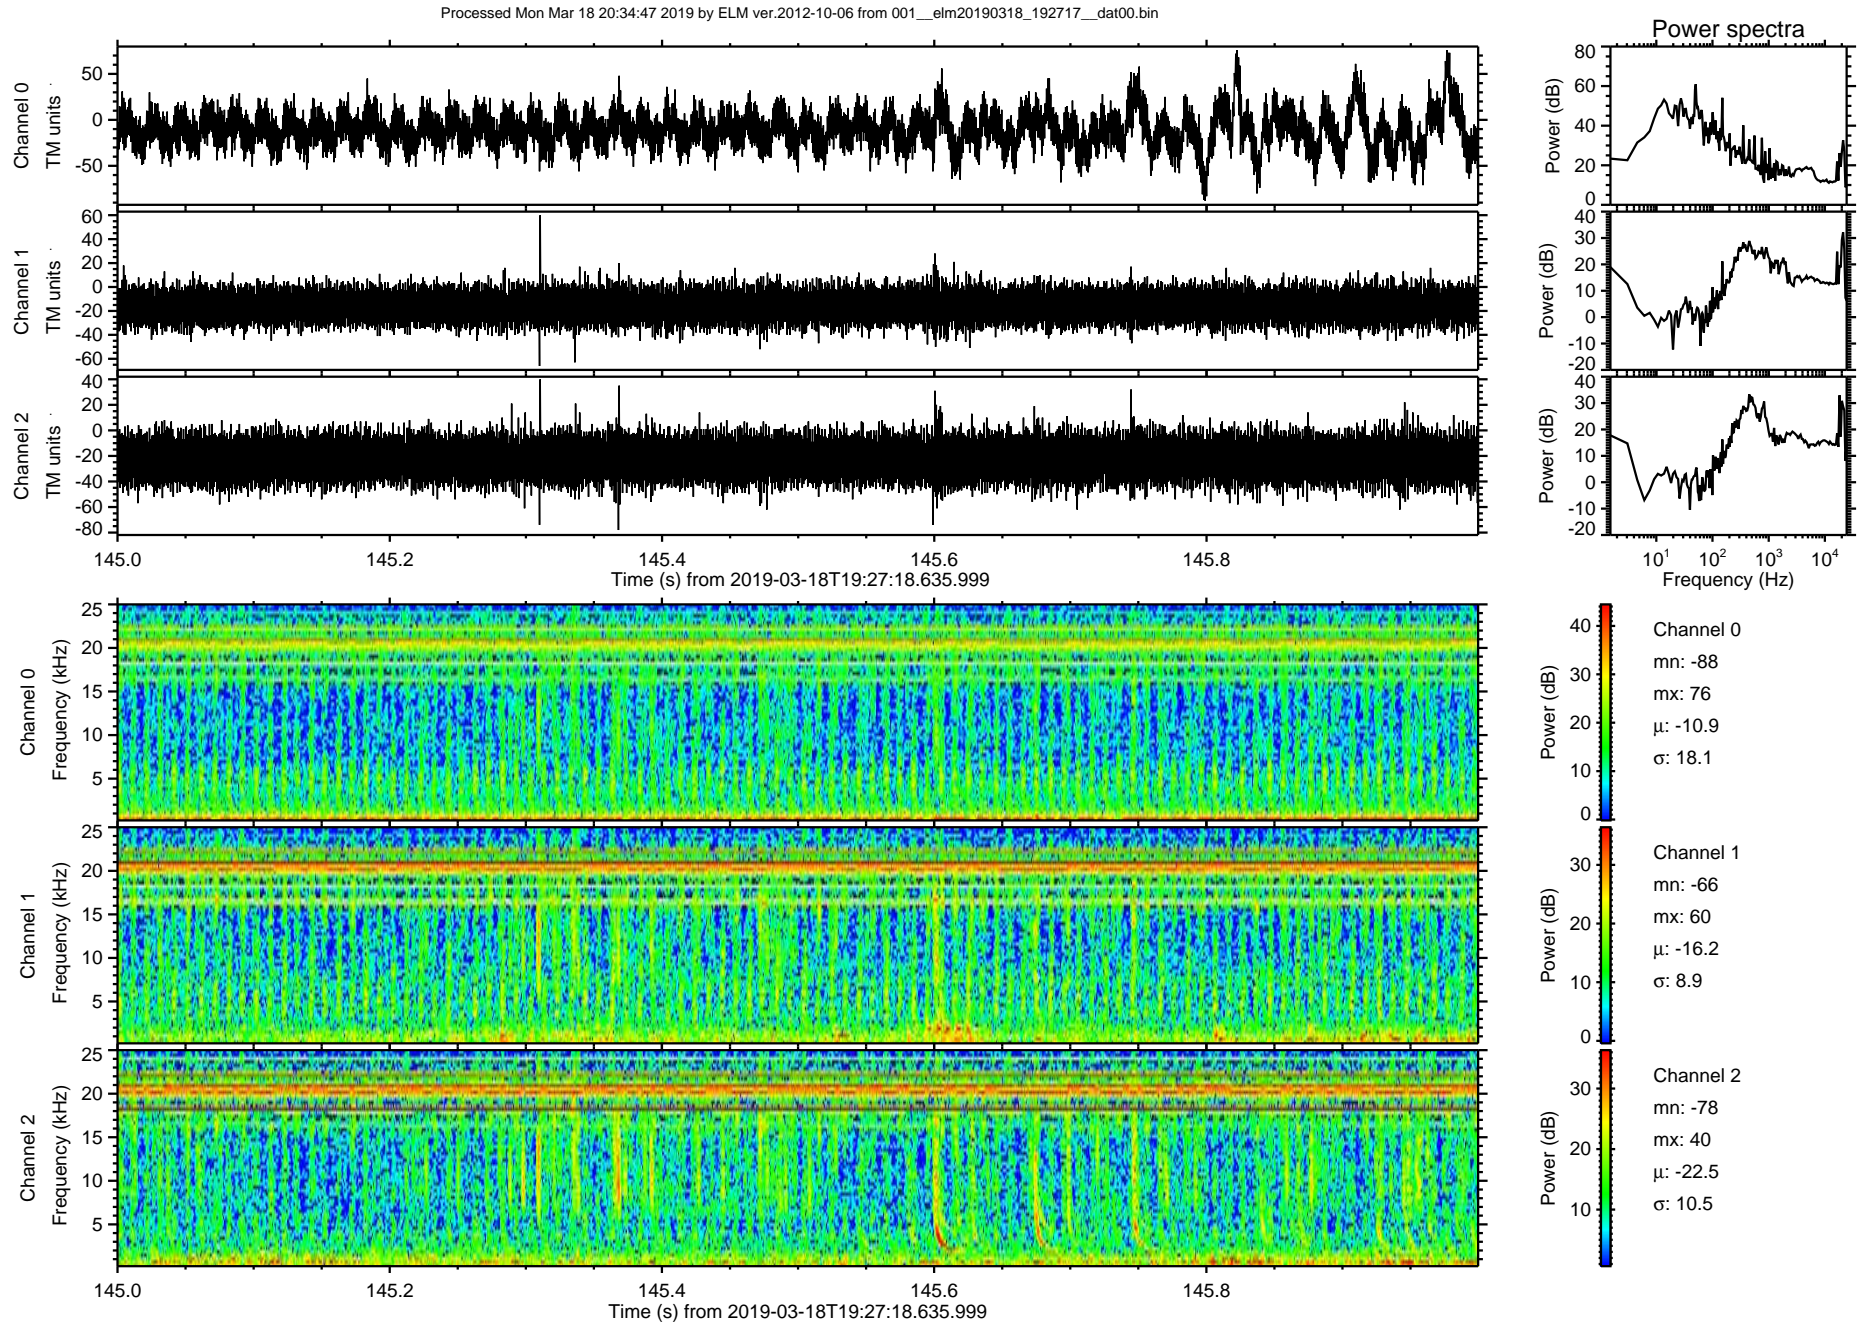 Processed Mon Mar 18 20:34:47 2019 by ELM ver.2012-10-06 from 001__elm20190318_192717__dat00.bin
Power spectra
Channel 0
TM units
50
0
-50
Power (dB)
80
60
40
20
0
Channel 1
TM units
60
40
20
0
-20
-40
-60
Power (dB)
40
30
20
10
0
-10
-20
Channel 2
TM units
40
20
0
-20
-40
-60
-80
Power (dB)
40
30
20
10
0
-10
-20
145.0 145.2 145.4 145.6 145.8
Time (s) from 2019-03-18T19:27:18.635.999
10¹ 10² 10³ 10⁴
Frequency (Hz)
Channel 0
Frequency (kHz)
25
20
15
10
5
Power (dB)
40
30
20
10
0
Channel 0
mn: -88
mx: 76
µ: -10.9
σ: 18.1
Channel 1
Frequency (kHz)
25
20
15
10
5
Power (dB)
30
20
10
0
Channel 1
mn: -66
mx: 60
µ: -16.2
σ: 8.9
Channel 2
Frequency (kHz)
25
20
15
10
5
Power (dB)
30
20
10
Channel 2
mn: -78
mx: 40
µ: -22.5
σ: 10.5
145.0 145.2 145.4 145.6 145.8
Time (s) from 2019-03-18T19:27:18.635.999